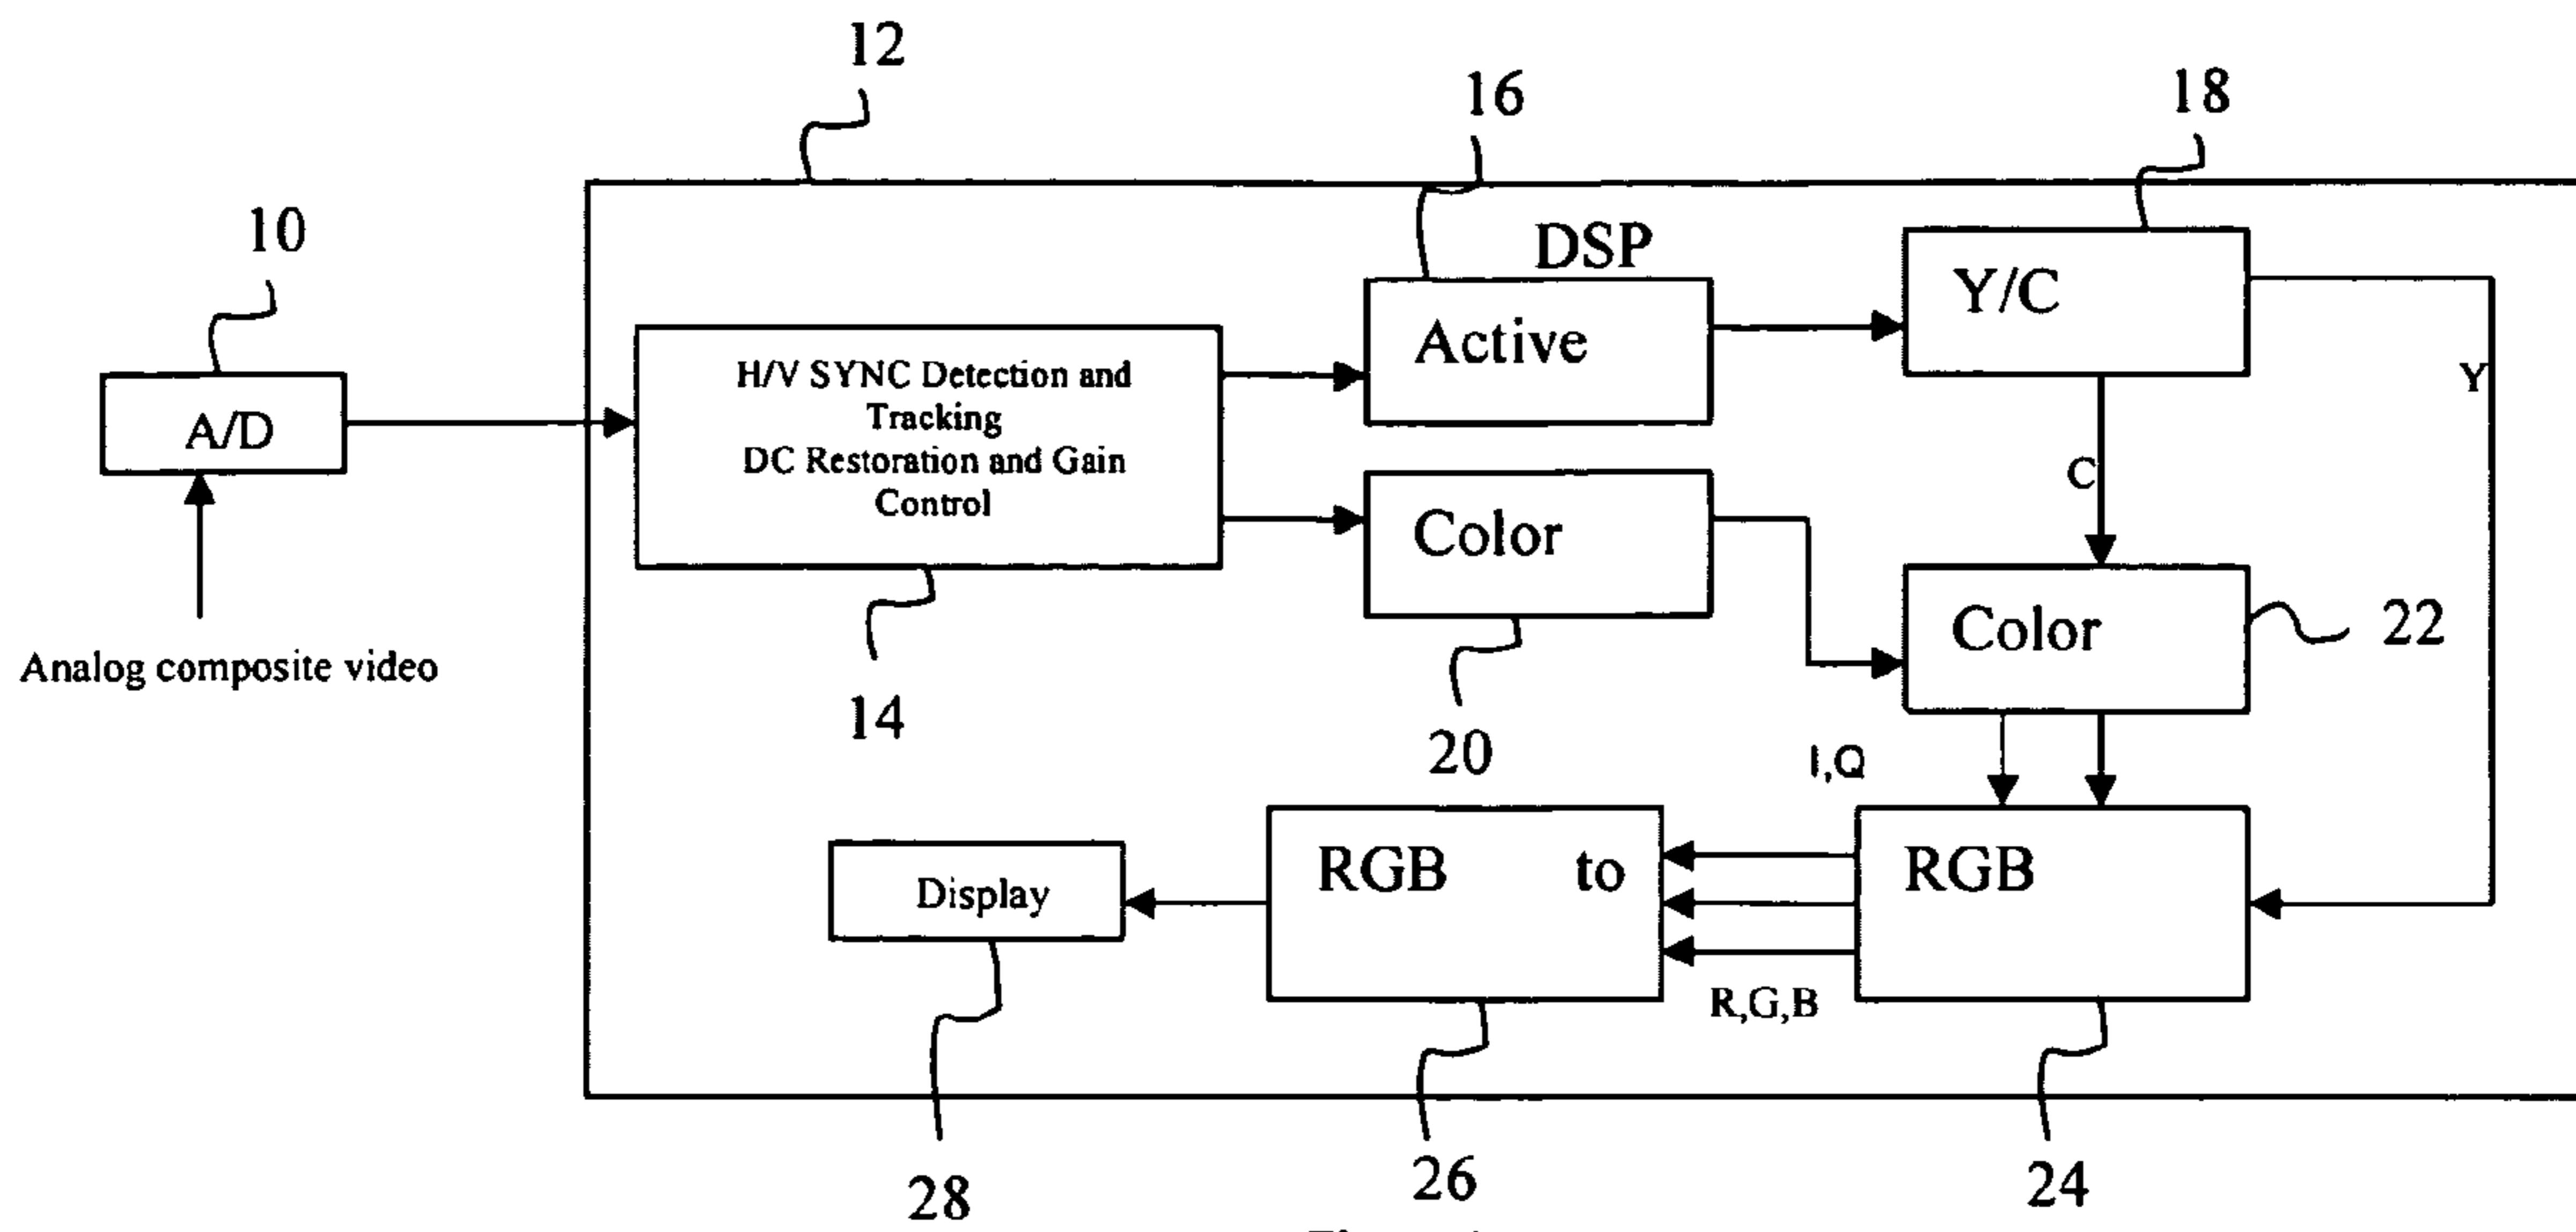 12
16
18
10
DSP
Y/C
Active
H/V SYNC Detection and
Tracking
DC Restoration and Gain
Control
A/D
Y
C
Color
Color
22
Analog composite video
14
20
I,Q
RGB to
RGB
Display
R,G,B
28
26
24